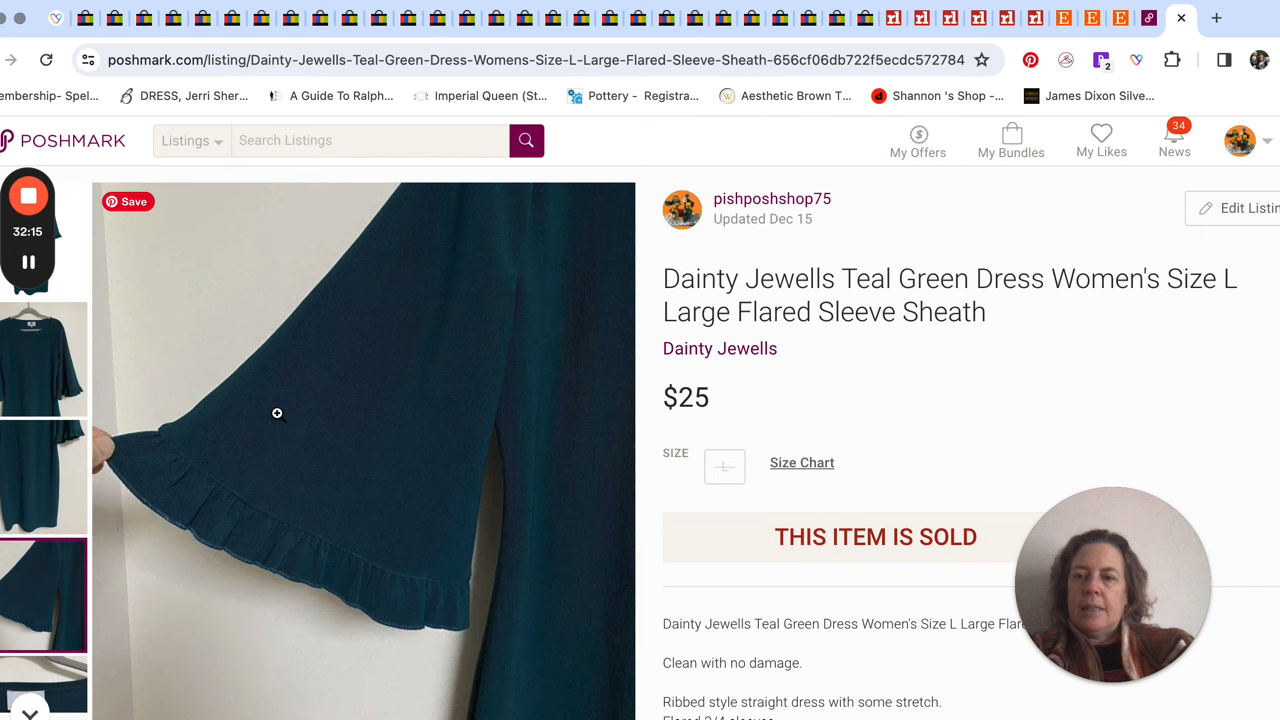 poshmark.com/listing/Dainty-Jewells-Teal-Green-Dress-Womens-Size-L-Large-Flared-Sleeve-Sheath-656cf06db722f5ecdc572784
2
embership- Spel...
DRESS, Jerri Sher...
A Guide To Ralph...
Imperial Queen (St...
Pottery - Registra...
Aesthetic Brown T...
Shannon 's Shop -...
James Dixon Silve...
POSHMARK
Listings
Search Listings
My Offers
My Bundles
My Likes
34
News
Save
32:15
pishposhshop75
Updated Dec 15
Edit Listin
Dainty Jewells Teal Green Dress Women's Size L
Large Flared Sleeve Sheath
Dainty Jewells
$25
SIZE
L
Size Chart
THIS ITEM IS SOLD
Dainty Jewells Teal Green Dress Women's Size L Large Flare
Clean with no damage.
Ribbed style straight dress with some stretch.
Flared 3/4 sleeves